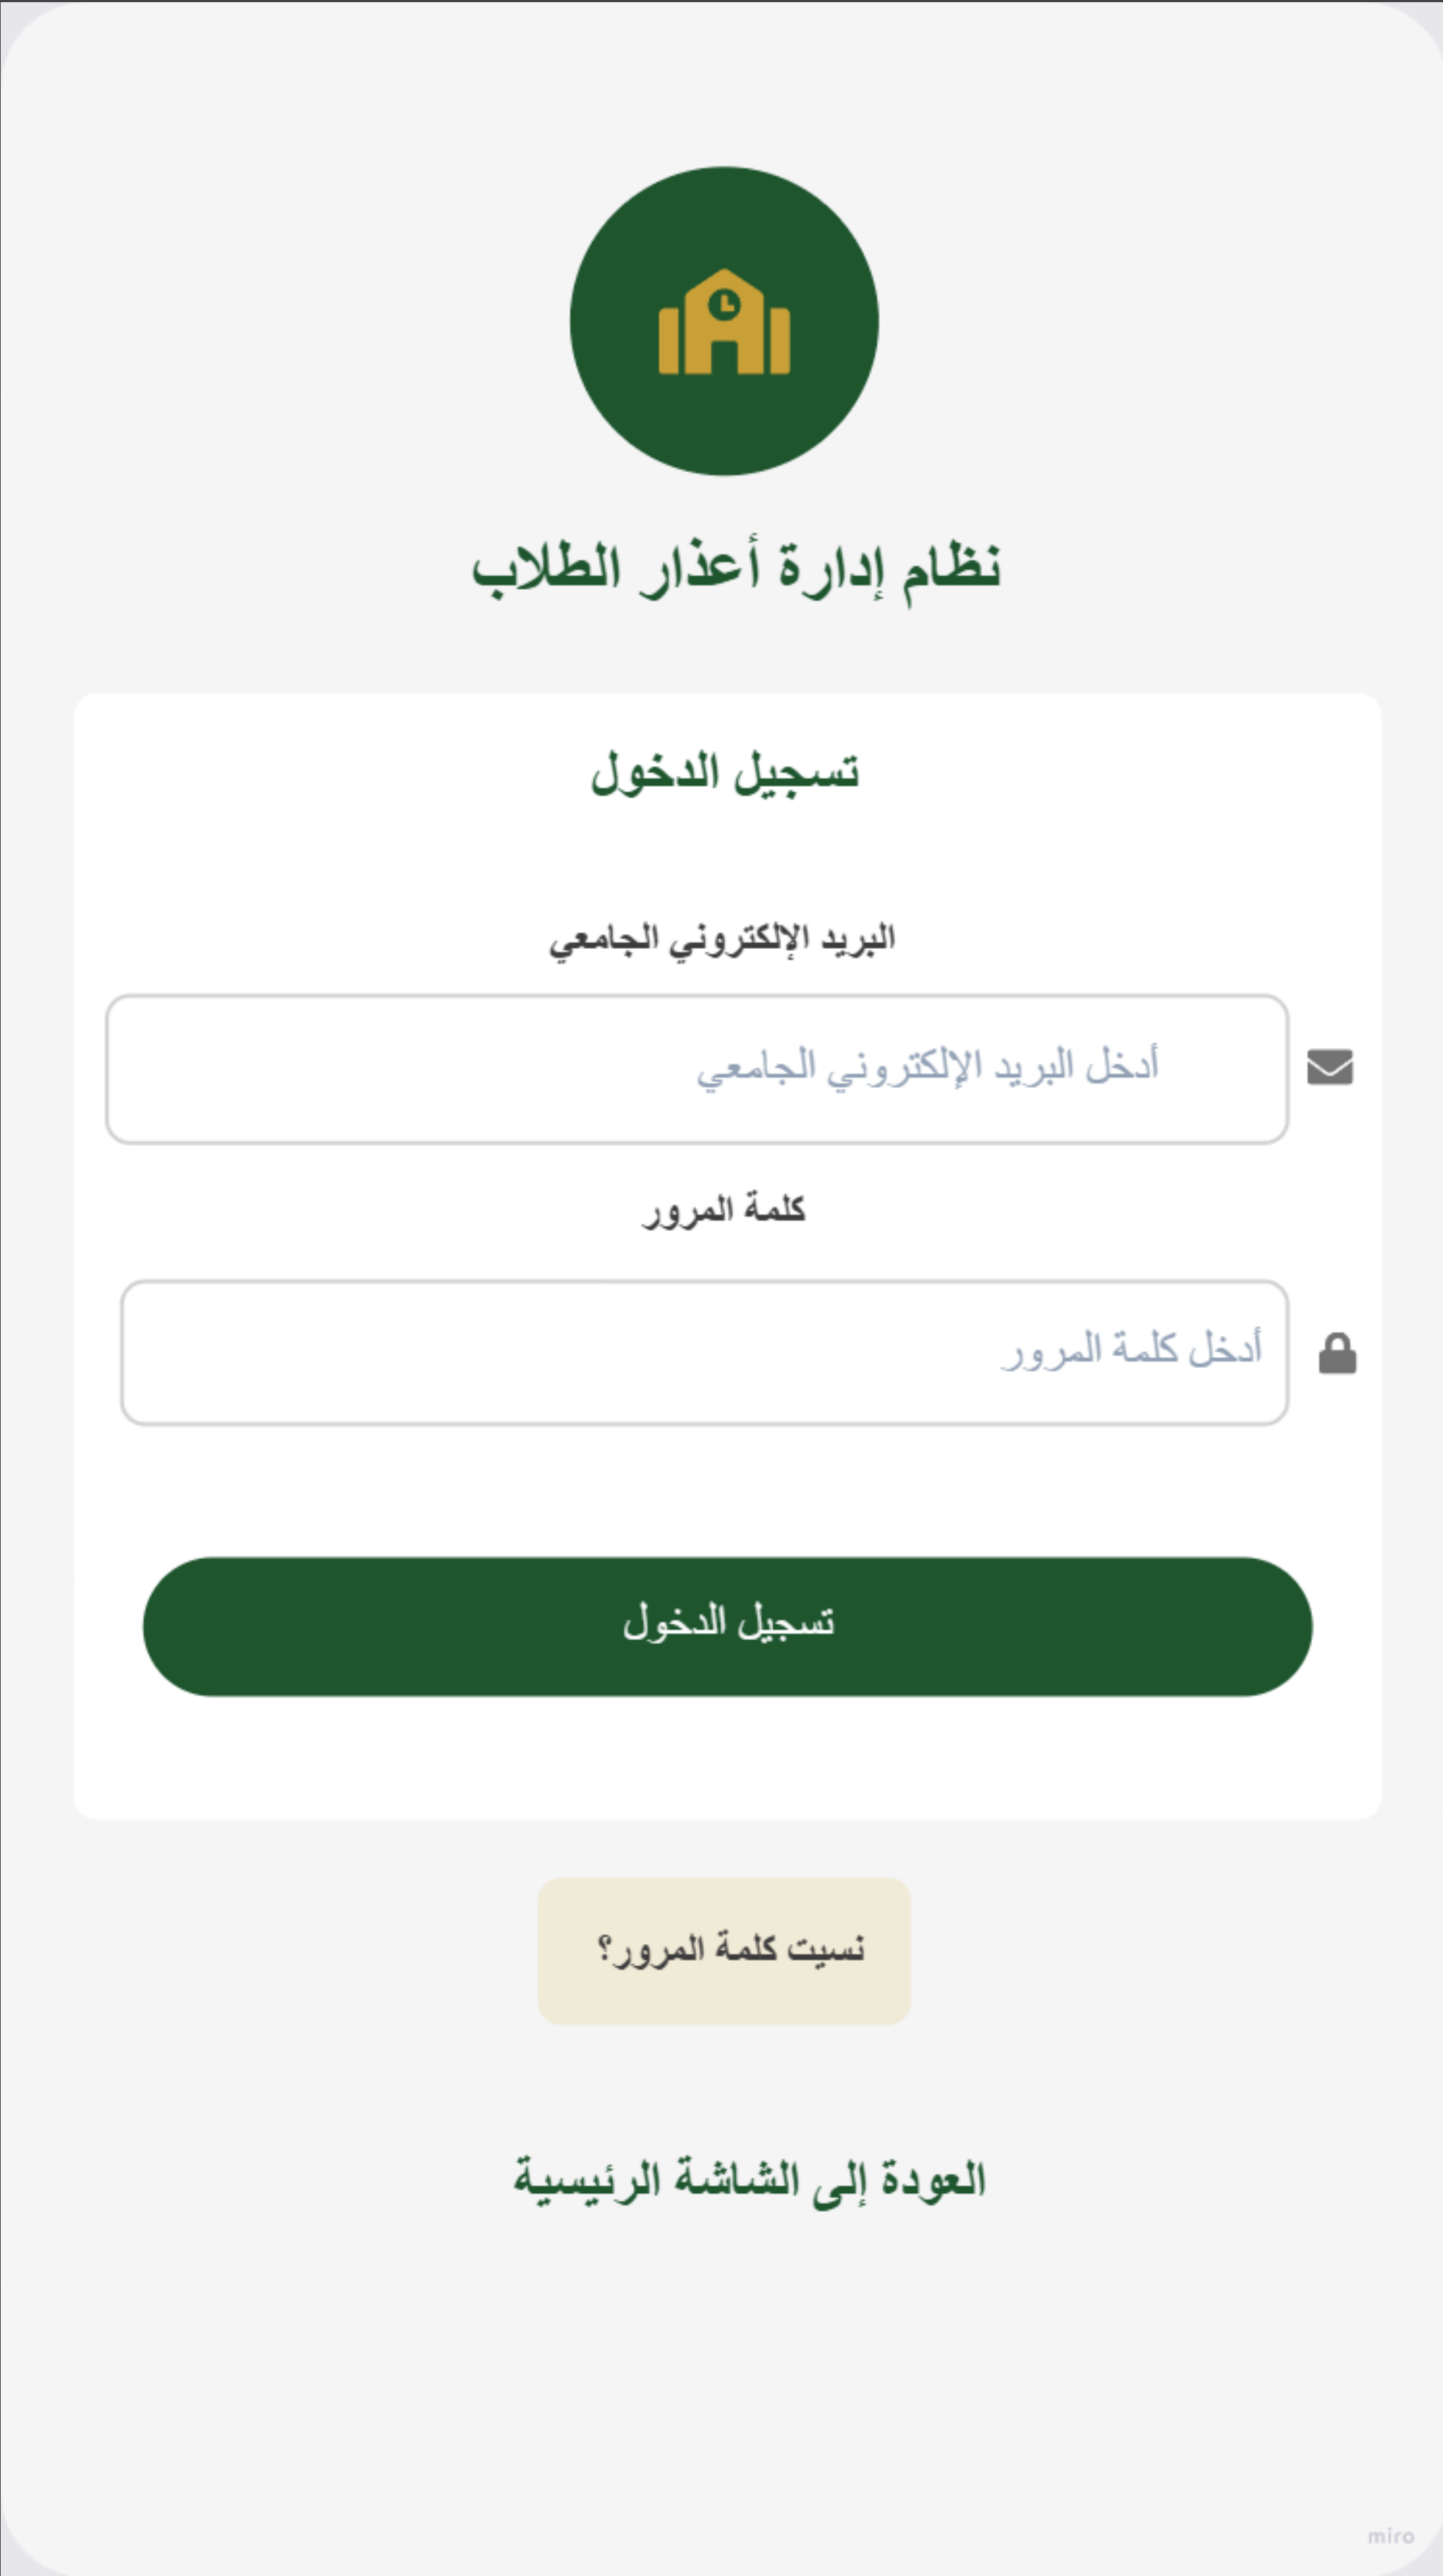 نظام إدارة أعذار الطلاب
تسجيل الدخول
البريد الإلكتروني الجامعي
أدخل البريد الإلكتروني الجامعي
كلمة المرور
أدخل كلمة المرور
تسجيل الدخول
نسيت كلمة المرور؟
العودة إلى الشاشة الرئيسية
miro